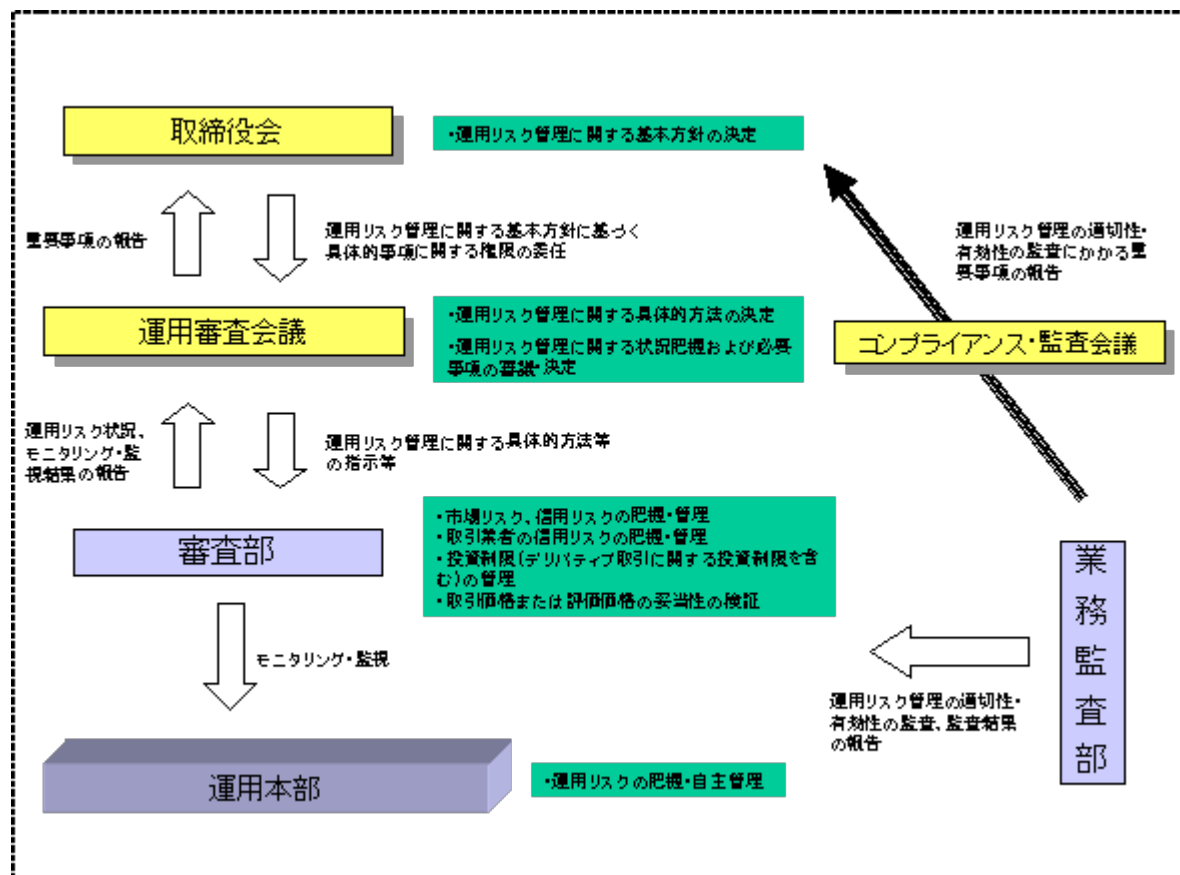 取締役会
・運用リスク管理に関する基本方針の決定
重要事項の報告
運用リスク管理に関する基本方針に基づく
具体的事項に関する権限の委任
運用リスク管理の適切性・
有効性の監査にかかる重
要事項の報告
運用審査会議
・運用リスク管理に関する具体的方法の決定
・運用リスク管理に関する状況把握および必要
事項の審議・決定
コンプライアンス・監査会議
運用リスク状況、
モニタリング・監
視結果の報告
運用リスク管理に関する具体的方法等
の指示等
審査部
・市場リスク、信用リスクの把握・管理
・取引業者の信用リスクの把握・管理
・投資制限(デリバティブ取引に関する投資制限を含
む)の管理
・取引価格または評価価格の妥当性の検証
業務監査部
モニタリング・監視
運用リスク管理の適切性・
有効性の監査、監査結果
の報告
運用本部
・運用リスクの把握・自主管理